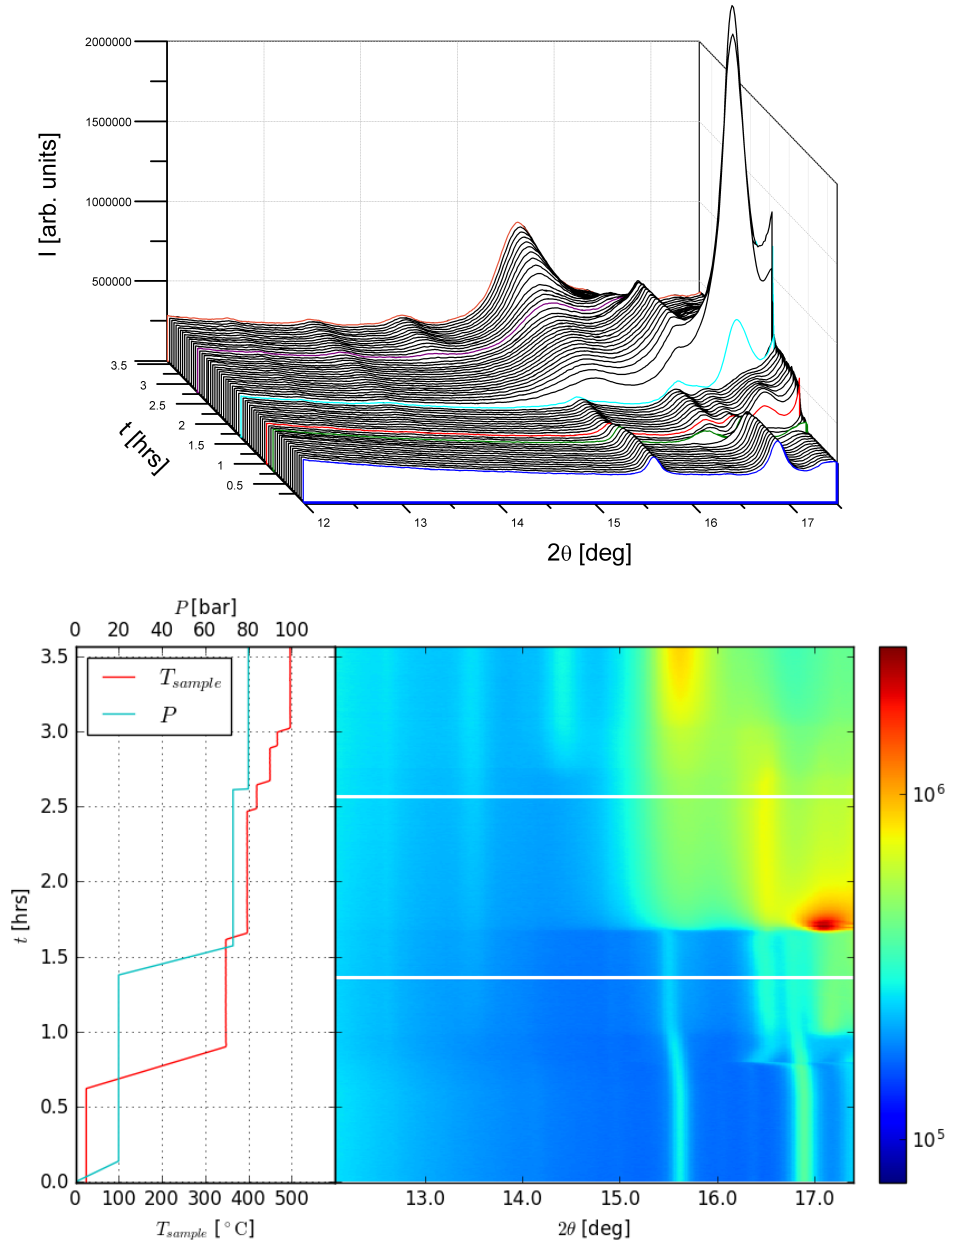 2000000
1500000
1000000
500000
I [arb. units]
3.5
3
2.5
2
1.5
1
0.5
t [hrs]
12 13 14 15 16 17
2θ [deg]
P [bar]
0 20 40 60 80 100
T_sample
P
3.5
3.0
2.5
2.0
1.5
1.0
0.5
0.0
t [hrs]
0 100 200 300 400 500
T_sample [°C]
13.0 14.0 15.0 16.0 17.0
2θ [deg]
10^6
10^5